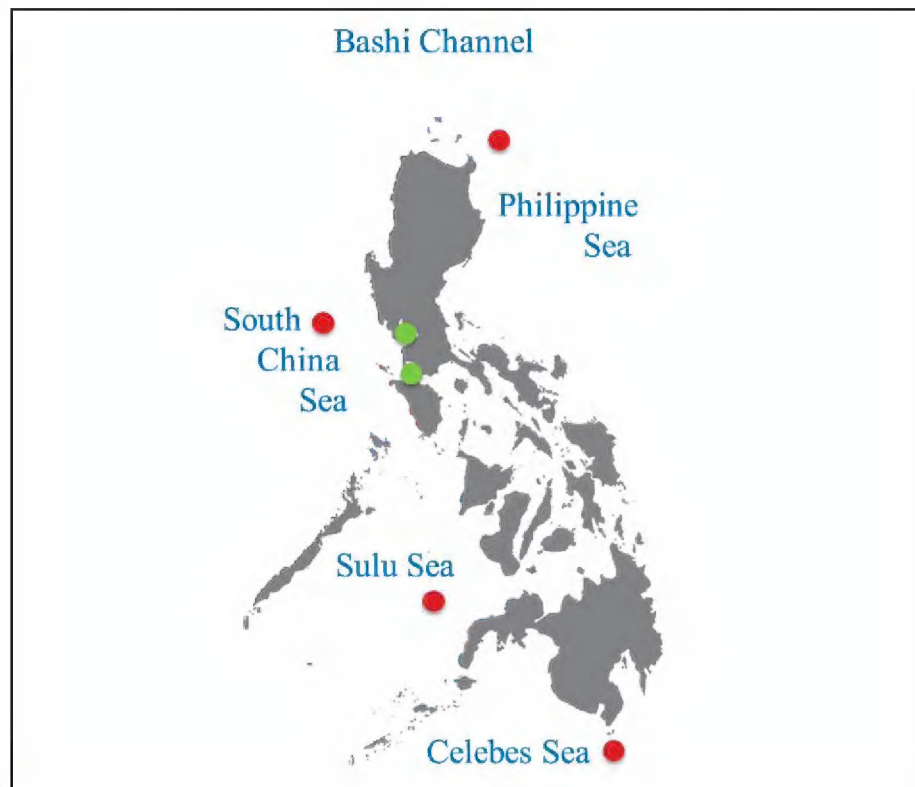 Bashi Channel
Philippine
Sea
South
China
Sea
Sulu Sea
Celebes Sea